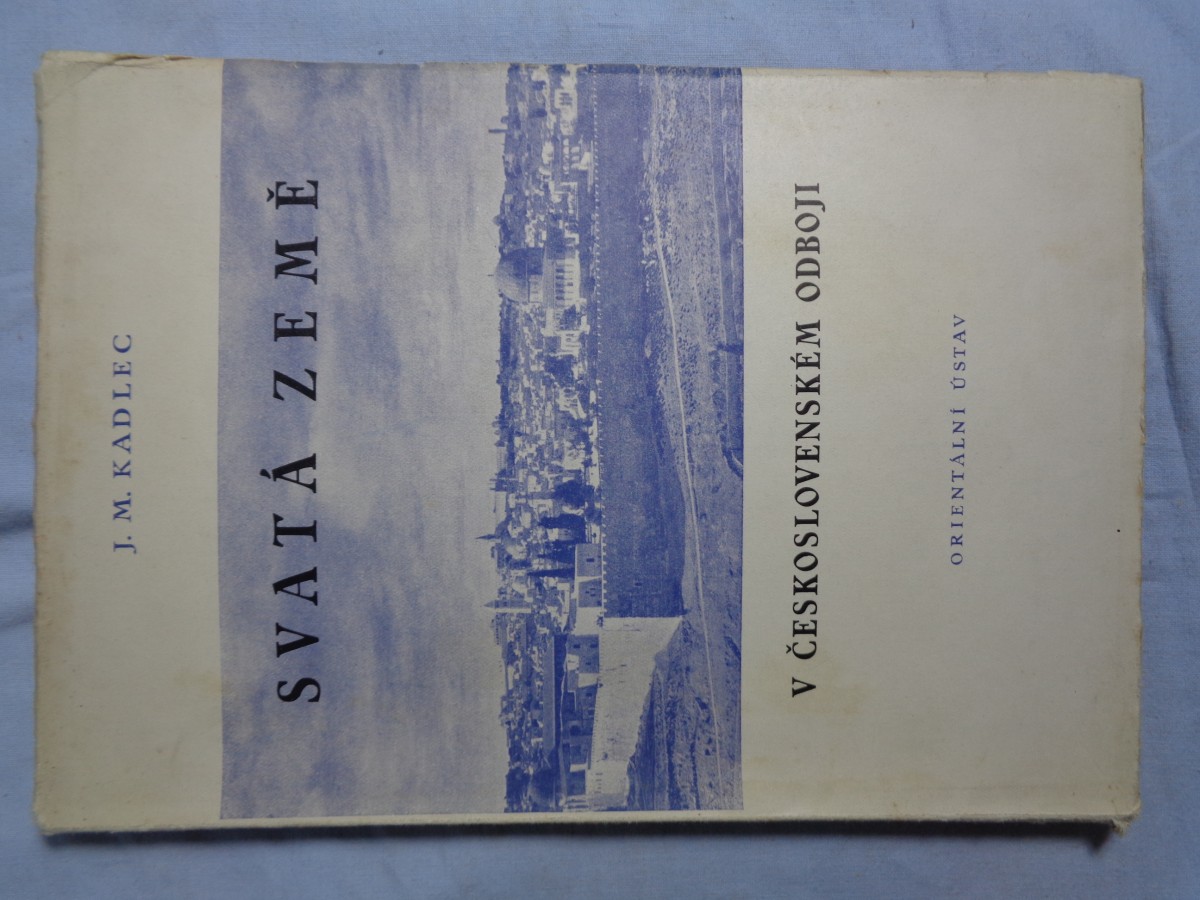 J. M. KADLEC
SVATÁ ZEMĚ
V ČESKOSLOVENSKÉM ODBOJI
ORIENTÁLNÍ ÚSTAV